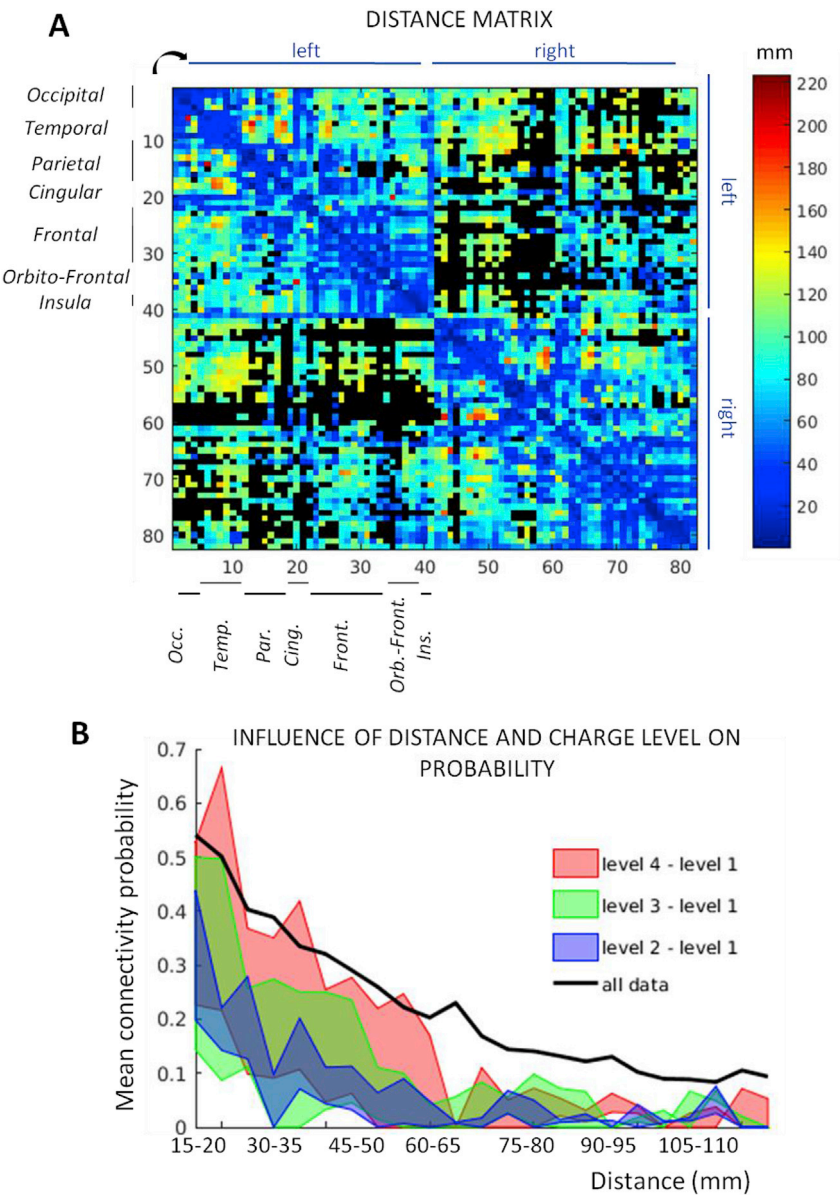 A
DISTANCE MATRIX
left
right
mm
Occipital
Temporal
Parietal
Cingular
Frontal
Orbito-Frontal
Insula
10
20
30
40
50
60
70
80
left
right
220
200
180
160
140
120
100
80
60
40
20
10
20
30
40
50
60
70
80
Occ.
Temp.
Par.
Cing.
Front.
Orb.-Front.
Ins.
B
INFLUENCE OF DISTANCE AND CHARGE LEVEL ON
PROBABILITY
Mean connectivity probability
0.7
0.6
0.5
0.4
0.3
0.2
0.1
0
level 4 - level 1
level 3 - level 1
level 2 - level 1
all data
15-20
30-35
45-50
60-65
75-80
90-95
105-110
Distance (mm)